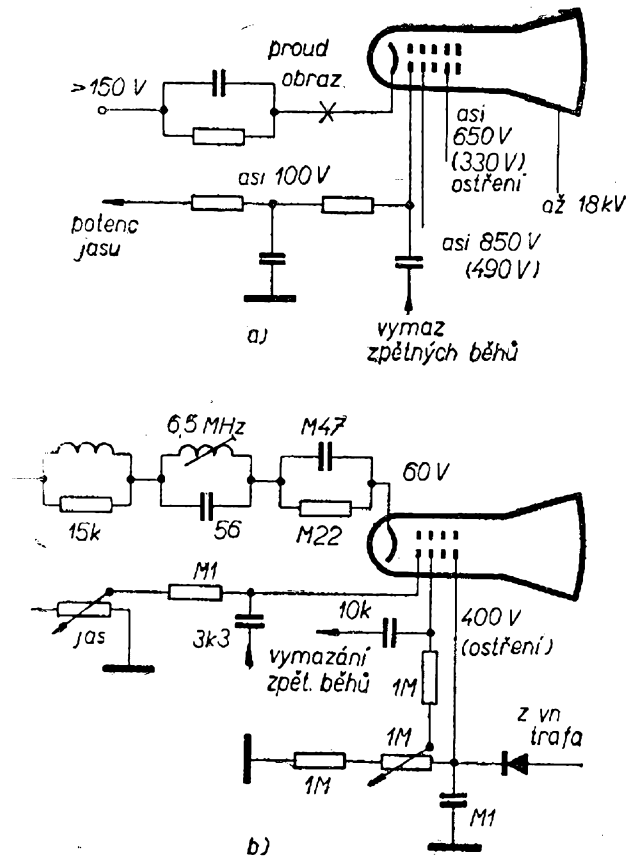 proud
obraz.
>150 V
asi
650 V
(330 V)
ostření
až 18kV
asi 100 V
potenc
jasu
asi 850 V
(490 V)
vymaz
zpětných běhů
a)
6,5 MHz
M47
60 V
15k
56
M22
M1
10k
400 V
(ostření)
jas
3k3
vymazání
zpět. běhů
1M
z vn
trafa
1M
1M
M1
b)